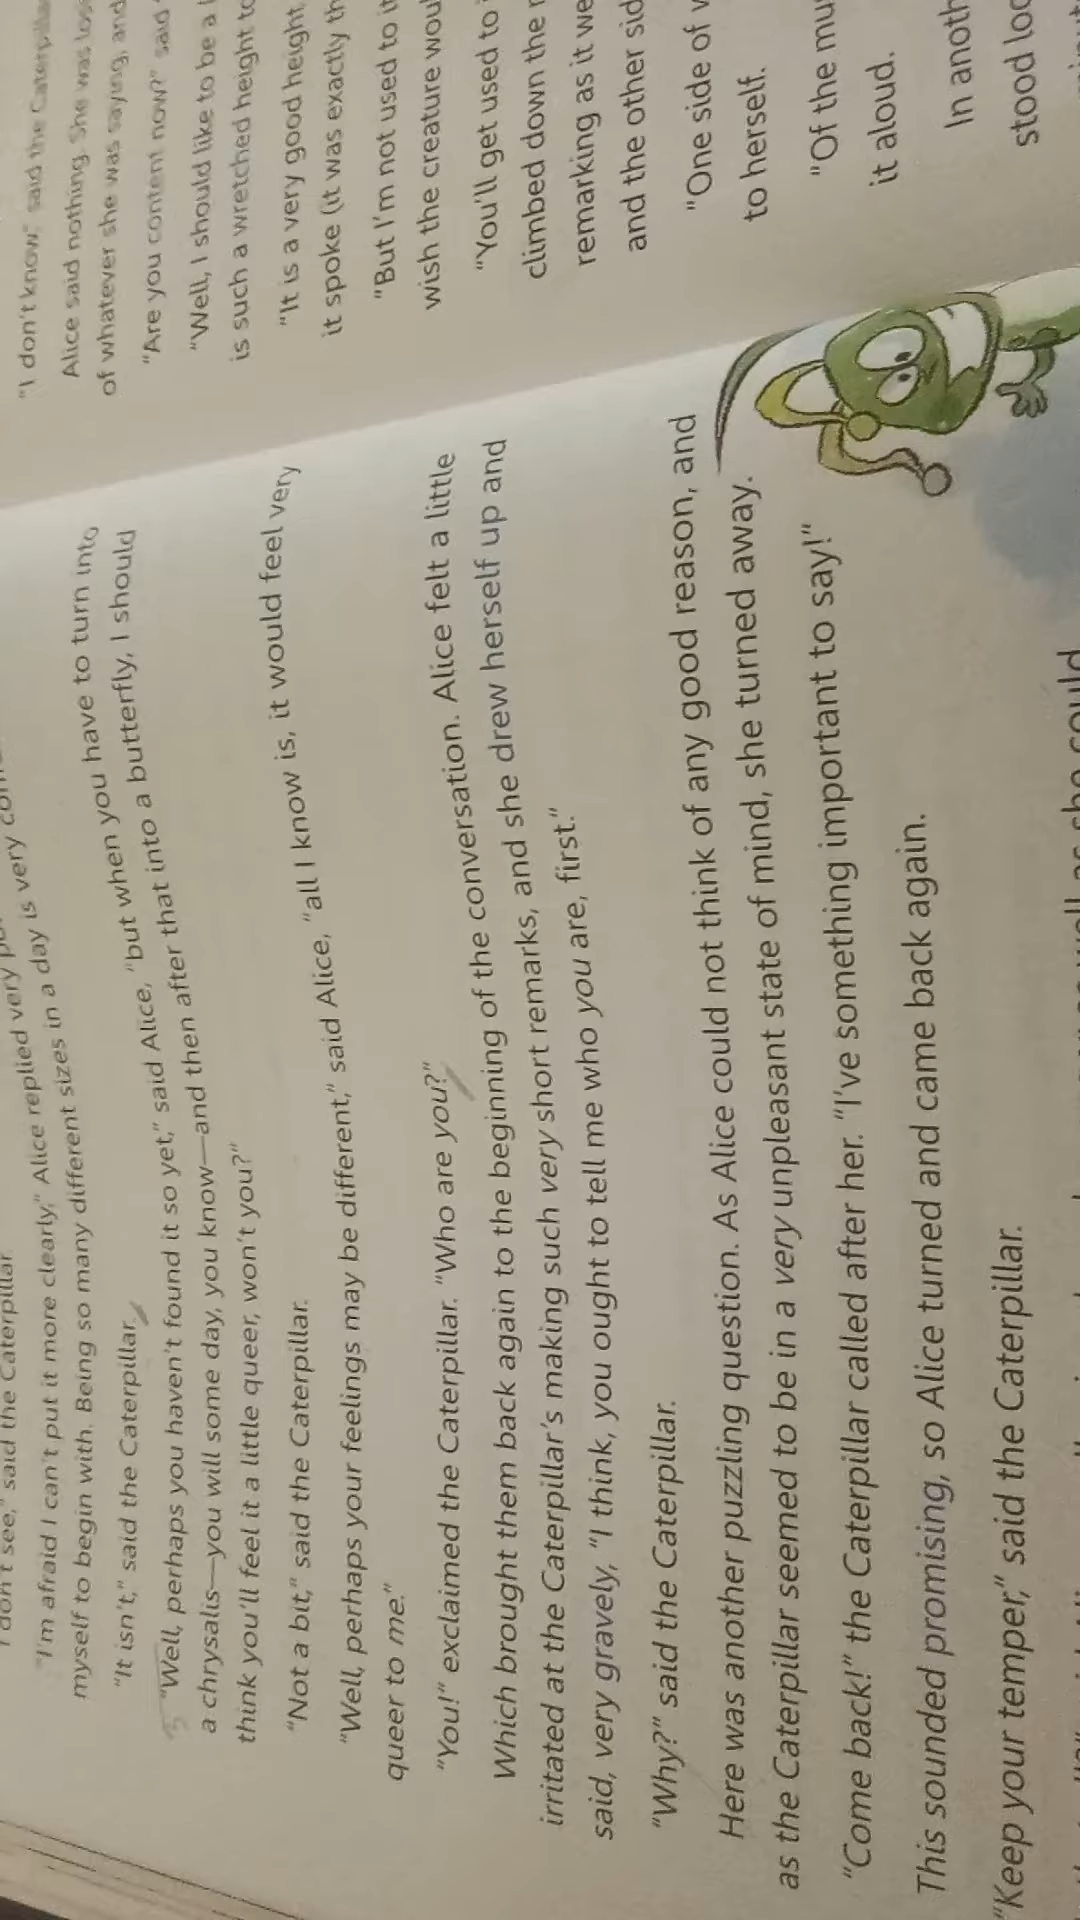 don't see," said the Caterpillar.
"I'm afraid I can't put it more clearly," Alice replied very
myself to begin with. Being so many different sizes in a day is very
"It isn't," said the Caterpillar.
"Well, perhaps you haven't found it so yet," said Alice, "but when you have to turn into
a chrysalis—you will some day, you know—and then after that into a butterfly, I should
think you'll feel it a little queer, won't you?"
"Not a bit," said the Caterpillar.
"Well, perhaps your feelings may be different," said Alice, "all I know is, it would feel very
queer to me."
"You!" exclaimed the Caterpillar. "Who are you?"
Which brought them back again to the beginning of the conversation. Alice felt a little
irritated at the Caterpillar's making such very short remarks, and she drew herself up and
said, very gravely, "I think, you ought to tell me who you are, first."
"Why?" said the Caterpillar.
Here was another puzzling question. As Alice could not think of any good reason, and
as the Caterpillar seemed to be in a very unpleasant state of mind, she turned away.
"Come back!" the Caterpillar called after her. "I've something important to say!"
This sounded promising, so Alice turned and came back again.
"Keep your temper," said the Caterpillar.
as she could
"I don't know," said the Caterpillar
Alice said nothing. She was
of whatever she was saying, and
"Are you content now?" said
"Well, I should like to be a
is such a wretched height to
"It is a very good height
it spoke (it was exactly
"But I'm not used to
wish the creature
"You'll get used to
climbed down the
remarking as it
and the other
"One side of
to herself.
"Of the
it aloud.
In
stood